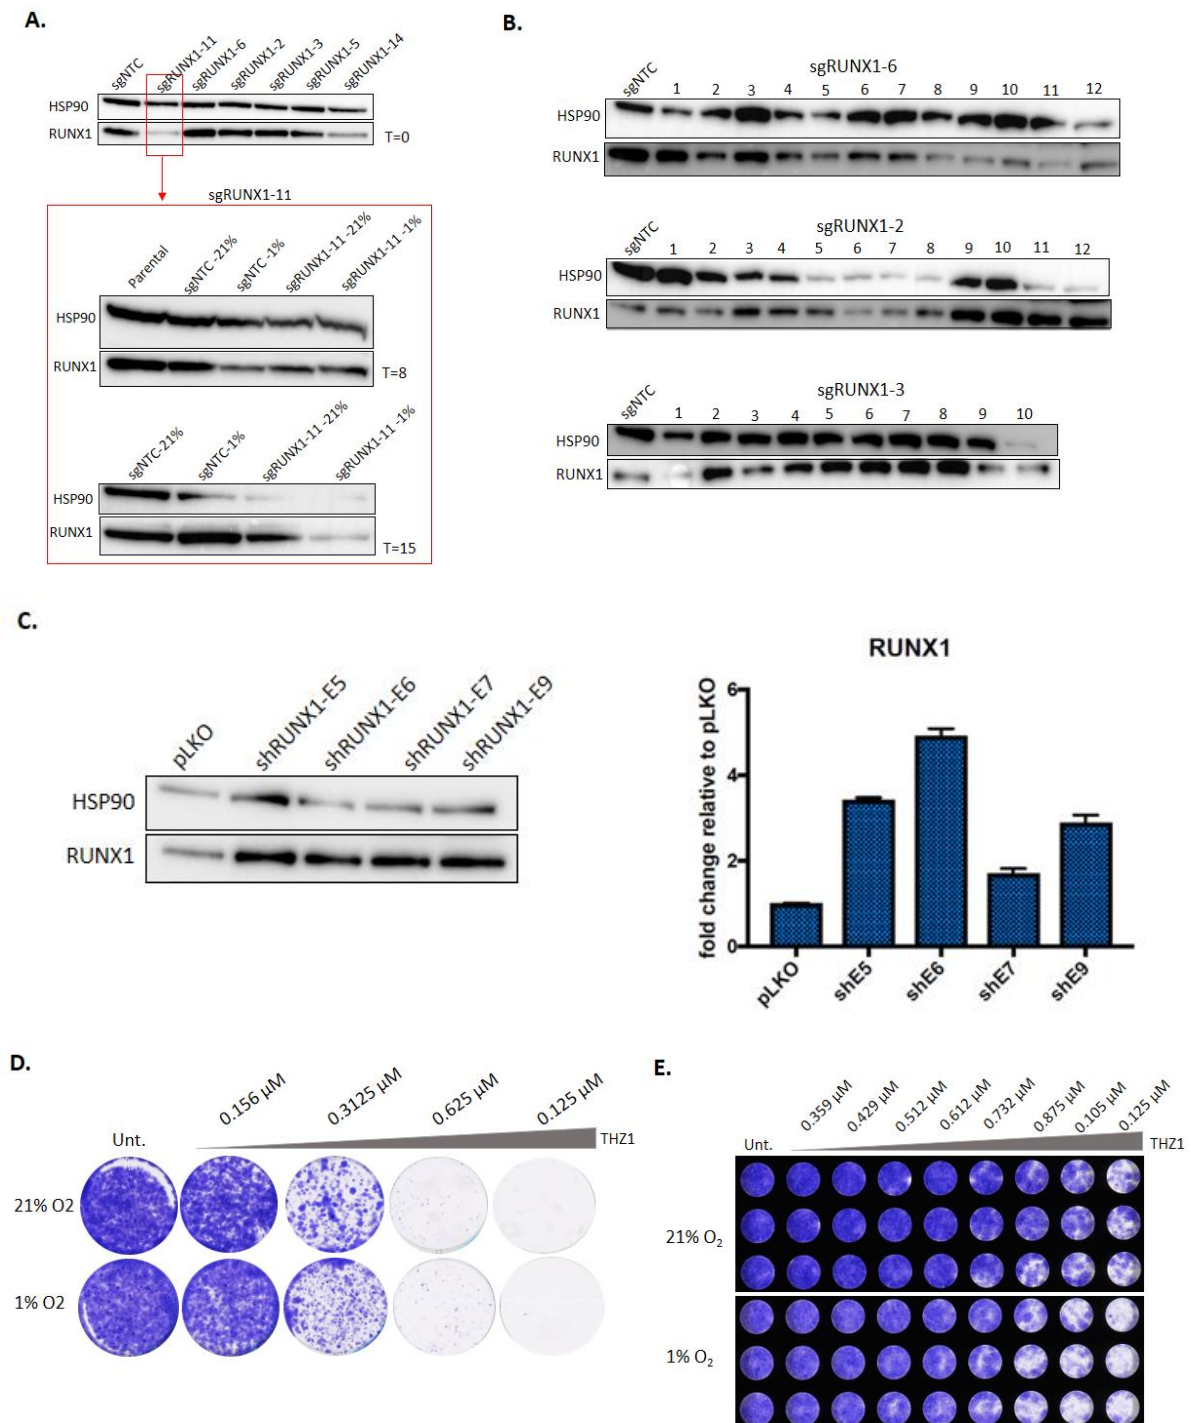 A.
sgNTC sgRUNX1-11 sgRUNX1-6 sgRUNX1-2 sgRUNX1-3 sgRUNX1-5 sgRUNX1-14
HSP90
RUNX1 T=0
sgRUNX1-11
Parental sgNTC -21% sgNTC -1% sgRUNX1-11 -21% sgRUNX1-11 -1%
HSP90
RUNX1 T=8
sgNTC-21% sgNTC-1% sgRUNX1-11 -21% sgRUNX1-11 -1%
HSP90
RUNX1 T=15
B.
sgRUNX1-6
sgNTC 1 2 3 4 5 6 7 8 9 10 11 12
HSP90
RUNX1
sgRUNX1-2
sgNTC 1 2 3 4 5 6 7 8 9 10 11 12
HSP90
RUNX1
sgRUNX1-3
sgNTC 1 2 3 4 5 6 7 8 9 10
HSP90
RUNX1
C.
pLKO shRUNX1-E5 shRUNX1-E6 shRUNX1-E7 shRUNX1-E9
HSP90
RUNX1
RUNX1
fold change relative to pLKO
6
4
2
0
pLKO shE5 shE6 shE7 shE9
D.
0.156 µM 0.3125 µM 0.625 µM 0.125 µM
Unt. THZ1
21% O2
1% O2
E.
0.359 µM 0.429 µM 0.512 µM 0.612 µM 0.732 µM 0.875 µM 0.105 µM 0.125 µM
Unt. THZ1
21% O₂
1% O₂